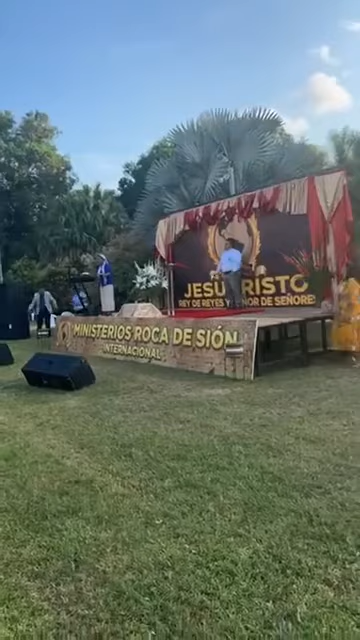 JESUCRISTO
REY DE REYES Y SEÑOR DE SEÑORES
MINISTERIOS ROCA DE SIÓN
INTERNACIONAL